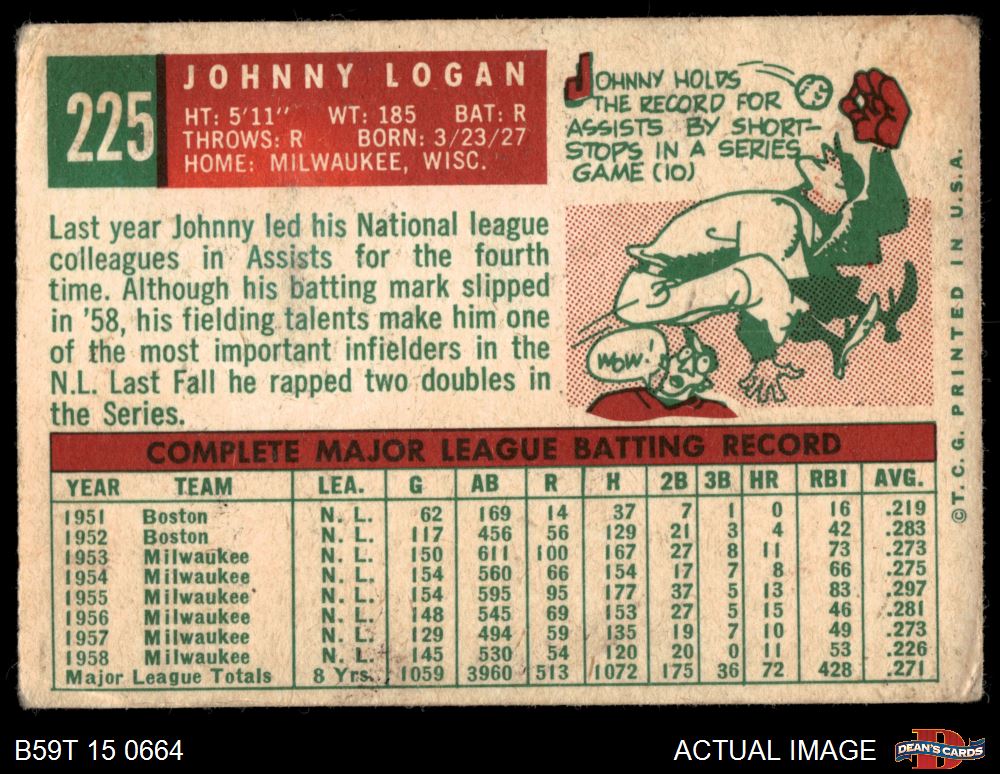 225
JOHNNY LOGAN
HT: 5'11" WT: 185 BAT: R
THROWS: R BORN: 3/23/27
HOME: MILWAUKEE, WISC.
JOHNNY HOLDS
THE RECORD FOR
ASSISTS BY SHORT-
STOPS IN A SERIES
GAME (10)
WOW!
Last year Johnny led his National league
colleagues in Assists for the fourth
time. Although his batting mark slipped
in '58, his fielding talents make him one
of the most important infielders in the
N.L. Last Fall he rapped two doubles in
the Series.
COMPLETE MAJOR LEAGUE BATTING RECORD
YEAR TEAM LEA. G AB R H 2B 3B HR RBI AVG.
1951 Boston N. L. 62 169 14 37 7 1 0 16 .219
1952 Boston N. L. 117 456 56 129 21 3 4 42 .283
1953 Milwaukee N. L. 150 611 100 167 27 8 11 73 .273
1954 Milwaukee N. L. 154 560 66 154 17 7 8 66 .275
1955 Milwaukee N. L. 154 595 95 177 37 5 13 83 .297
1956 Milwaukee N. L. 148 545 69 153 27 5 15 46 .281
1957 Milwaukee N. L. 129 494 59 135 19 7 10 49 .273
1958 Milwaukee N. L. 145 530 54 120 20 0 11 53 .226
Major League Totals 8 Yrs. 1059 3960 513 1072 175 36 72 428 .271
©T.C.G. PRINTED IN U.S.A.
B59T 15 0664
ACTUAL IMAGE
D
DEAN'S CARDS